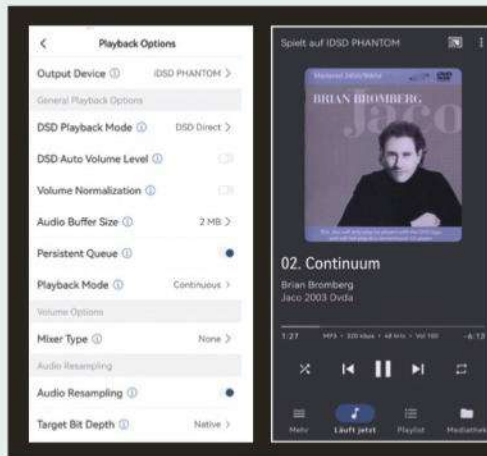 Playback Options
Output Device
IDSD PHANTOM
General Playback Options
DSD Playback Mode
DSD Direct
DSD Auto Volume Level
Volume Normalization
Audio Buffer Size
2 MB
Persistent Queue
Playback Mode
Continuous
Volume Options
Mixer Type
None
Audio Resampling
Audio Resampling
Target Bit Depth
Native
Spielt auf IDSD PHANTOM
DVD
BRIAN BROMBERG
Jaco
02. Continuum
Brian Bromberg
Jaco 2003 Dvda
1:27
MP3 • 320 kbps • 48 kHz • Vol 100
-6:13
Mehr
Läuft jetzt
Playlist
Mediathek